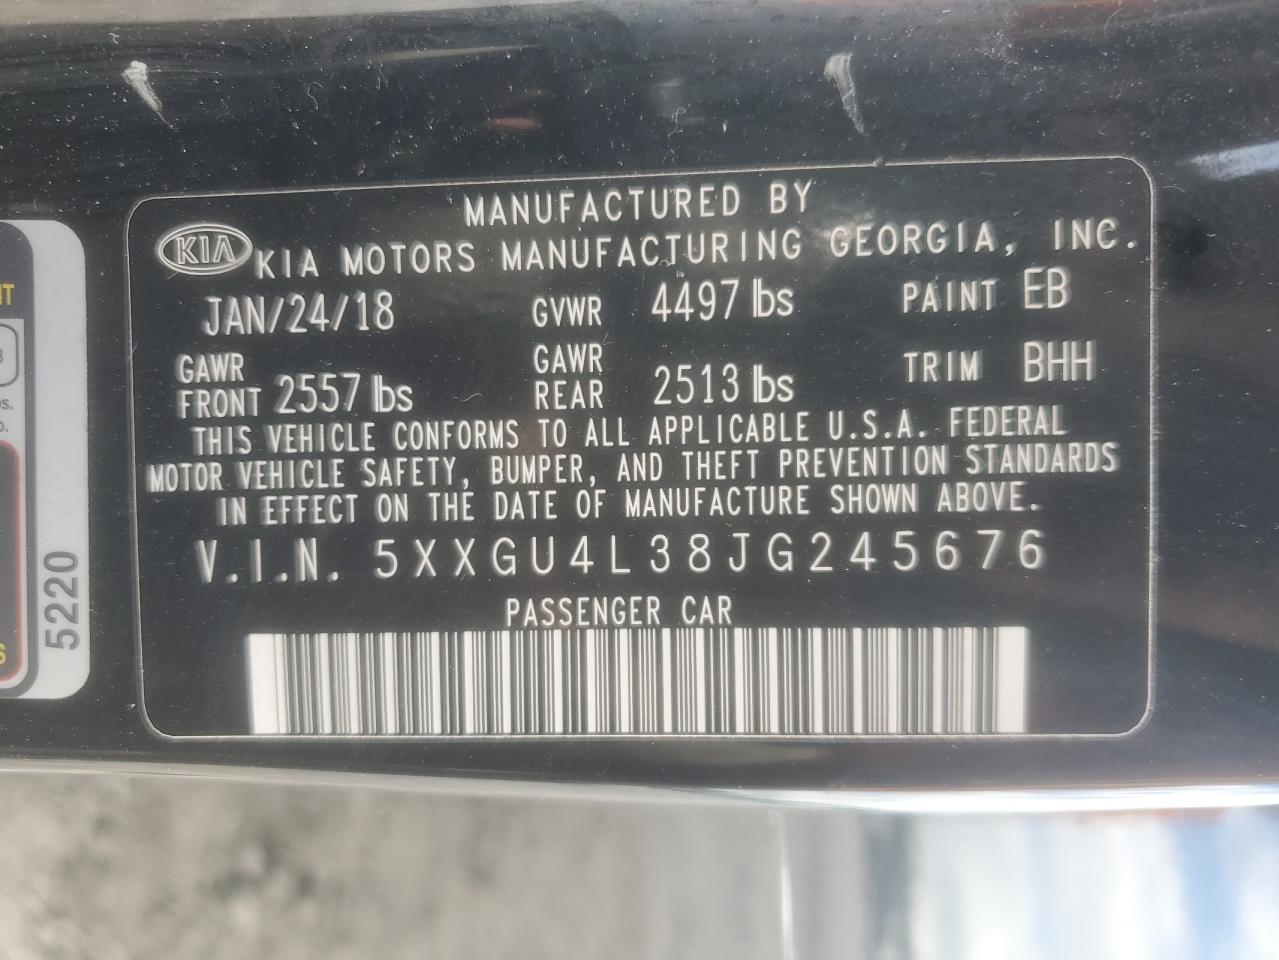 MANUFACTURED BY
KIA KIA MOTORS MANUFACTURING GEORGIA, INC.
JAN/24/18 GVWR 4497 lbs PAINT EB
GAWR FRONT 2557 lbs GAWR REAR 2513 lbs TRIM BHH
THIS VEHICLE CONFORMS TO ALL APPLICABLE U.S.A. FEDERAL
MOTOR VEHICLE SAFETY, BUMPER, AND THEFT PREVENTION STANDARDS
IN EFFECT ON THE DATE OF MANUFACTURE SHOWN ABOVE.
V.I.N. 5XXGU4L38JG245676
PASSENGER CAR
5220